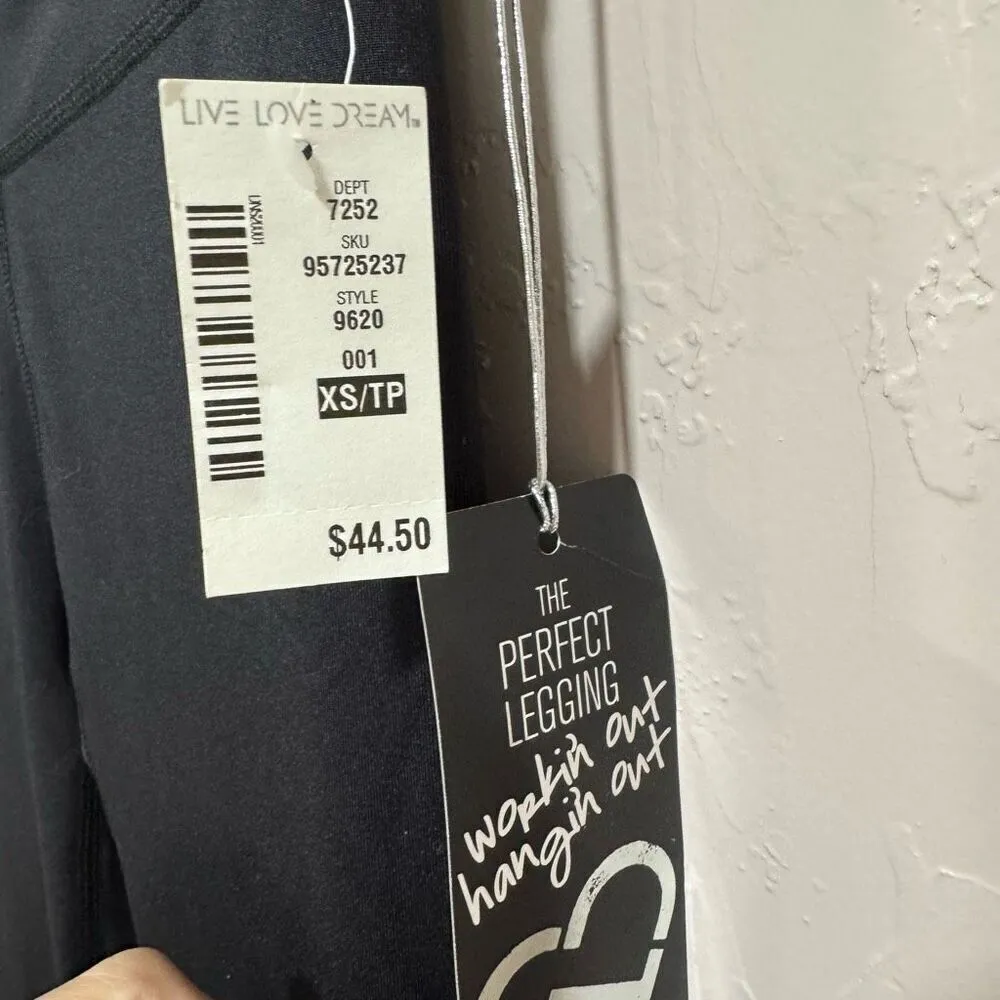 LIVE LOVE DREAM™
DEPT
7252
SKU
95725237
STYLE
9620
001
XS/TP
$44.50
THE
PERFECT
LEGGING
workin out
hangin out